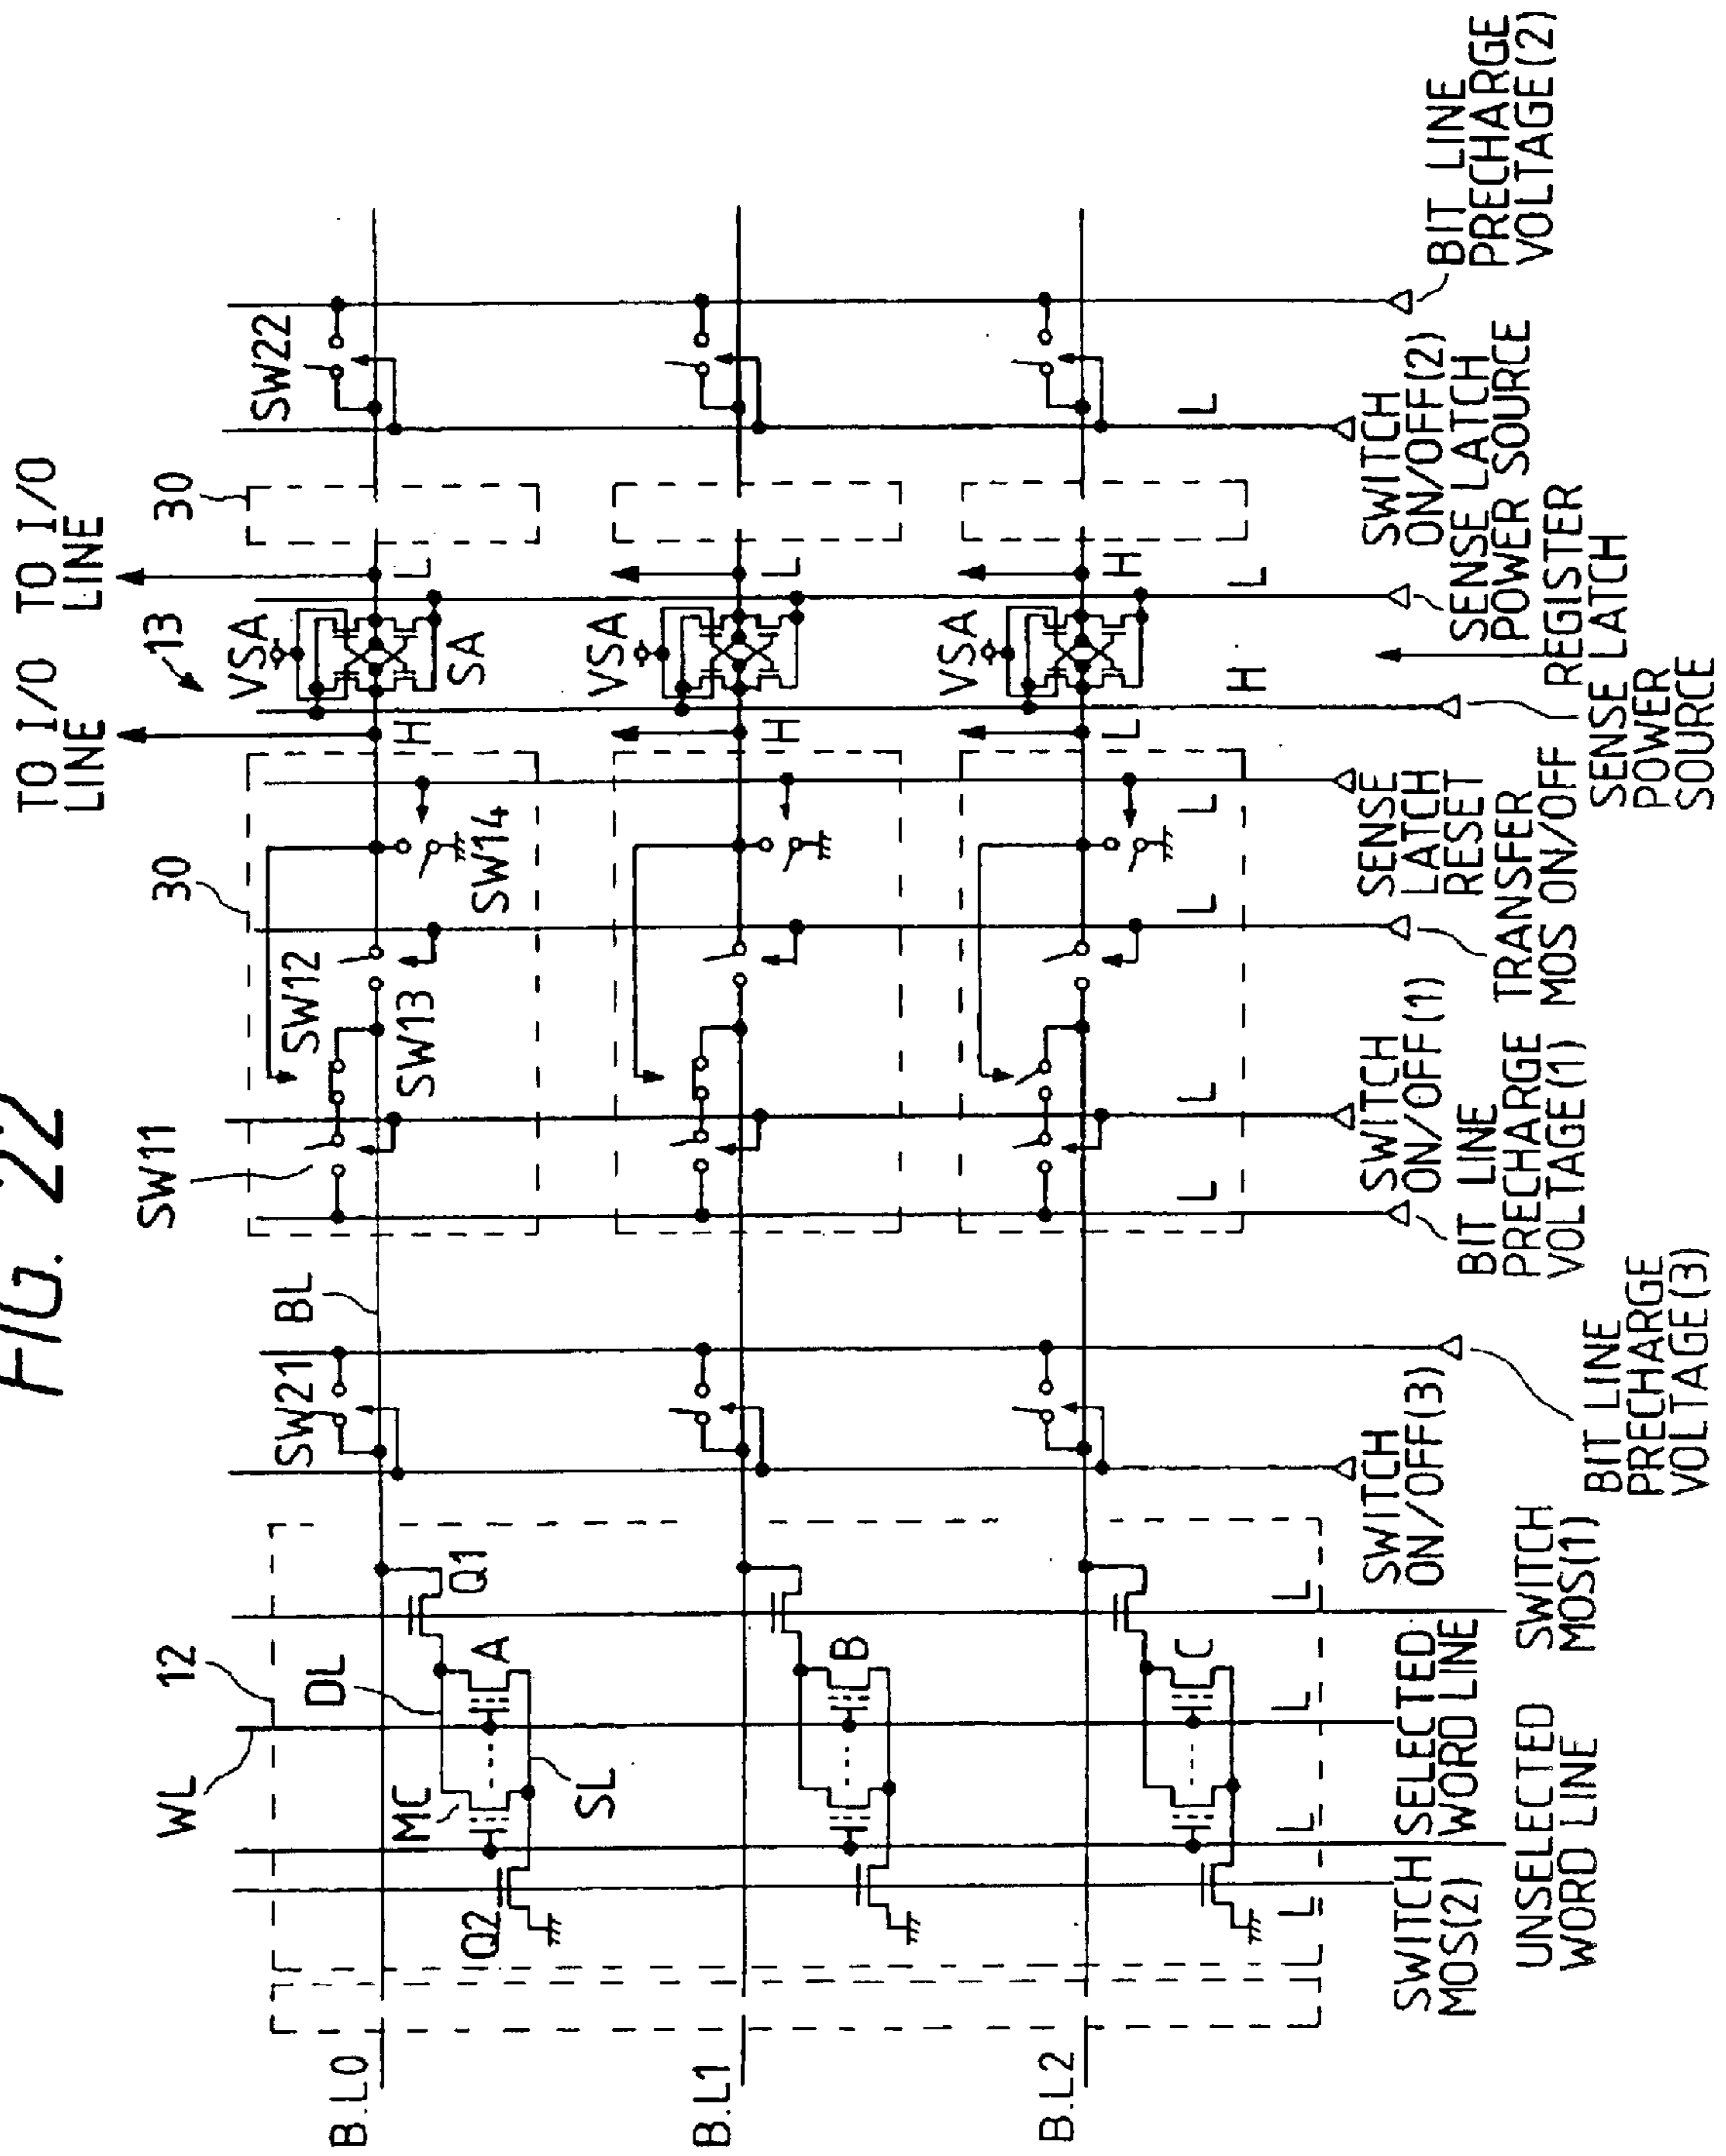 FIG. 22
TO I/O
LINE
TO I/O
LINE
13
30
30
SW11
SW12
SW13
SW14
VSA
SA
VSA
VSA
SW22
SW21
BL
WL
12
DL
MC
SL
A
B
C
Q1
Q2
B.L0
B.L1
B.L2
H
L
H
L
L
H
L
L
L
L
L
L
L
L
L
H
L
L
SWITCH
MOS(2)
UNSELECTED
WORD LINE
SELECTED
WORD LINE
SWITCH
MOS(1)
SWITCH
ON/OFF(3)
BIT LINE
PRECHARGE
VOLTAGE(3)
BIT LINE
PRECHARGE
VOLTAGE(1)
SWITCH
ON/OFF(1)
TRANSFER
MOS ON/OFF
SENSE
LATCH
RESET
SENSE
POWER
SOURCE
REGISTER
LATCH
SENSE LATCH
POWER SOURCE
SWITCH
ON/OFF(2)
BIT LINE
PRECHARGE
VOLTAGE(2)